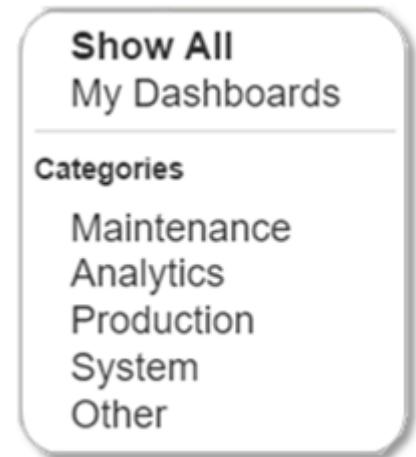 Show All
My Dashboards
Categories
Maintenance
Analytics
Production
System
Other